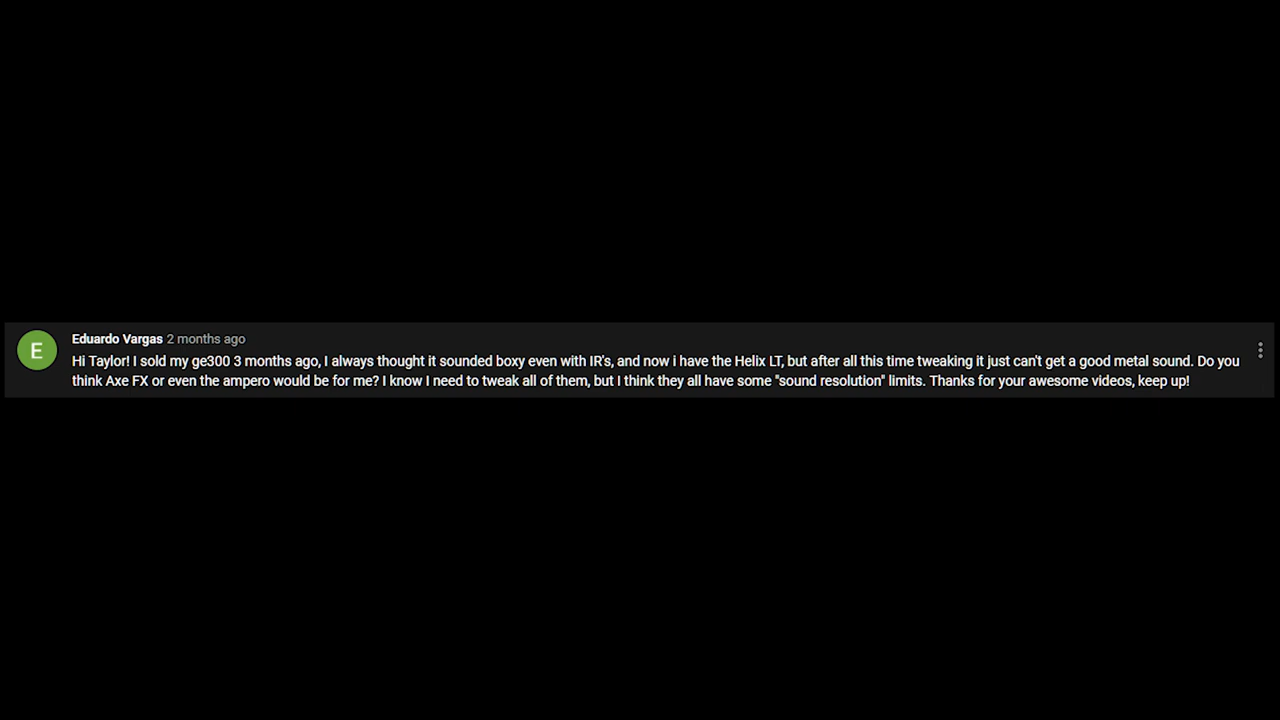 E
Eduardo Vargas 2 months ago
Hi Taylor! I sold my ge300 3 months ago, I always thought it sounded boxy even with IR's, and now i have the Helix LT, but after all this time tweaking it just can't get a good metal sound. Do you
think Axe FX or even the ampero would be for me? I know I need to tweak all of them, but I think they all have some "sound resolution" limits. Thanks for your awesome videos, keep up!